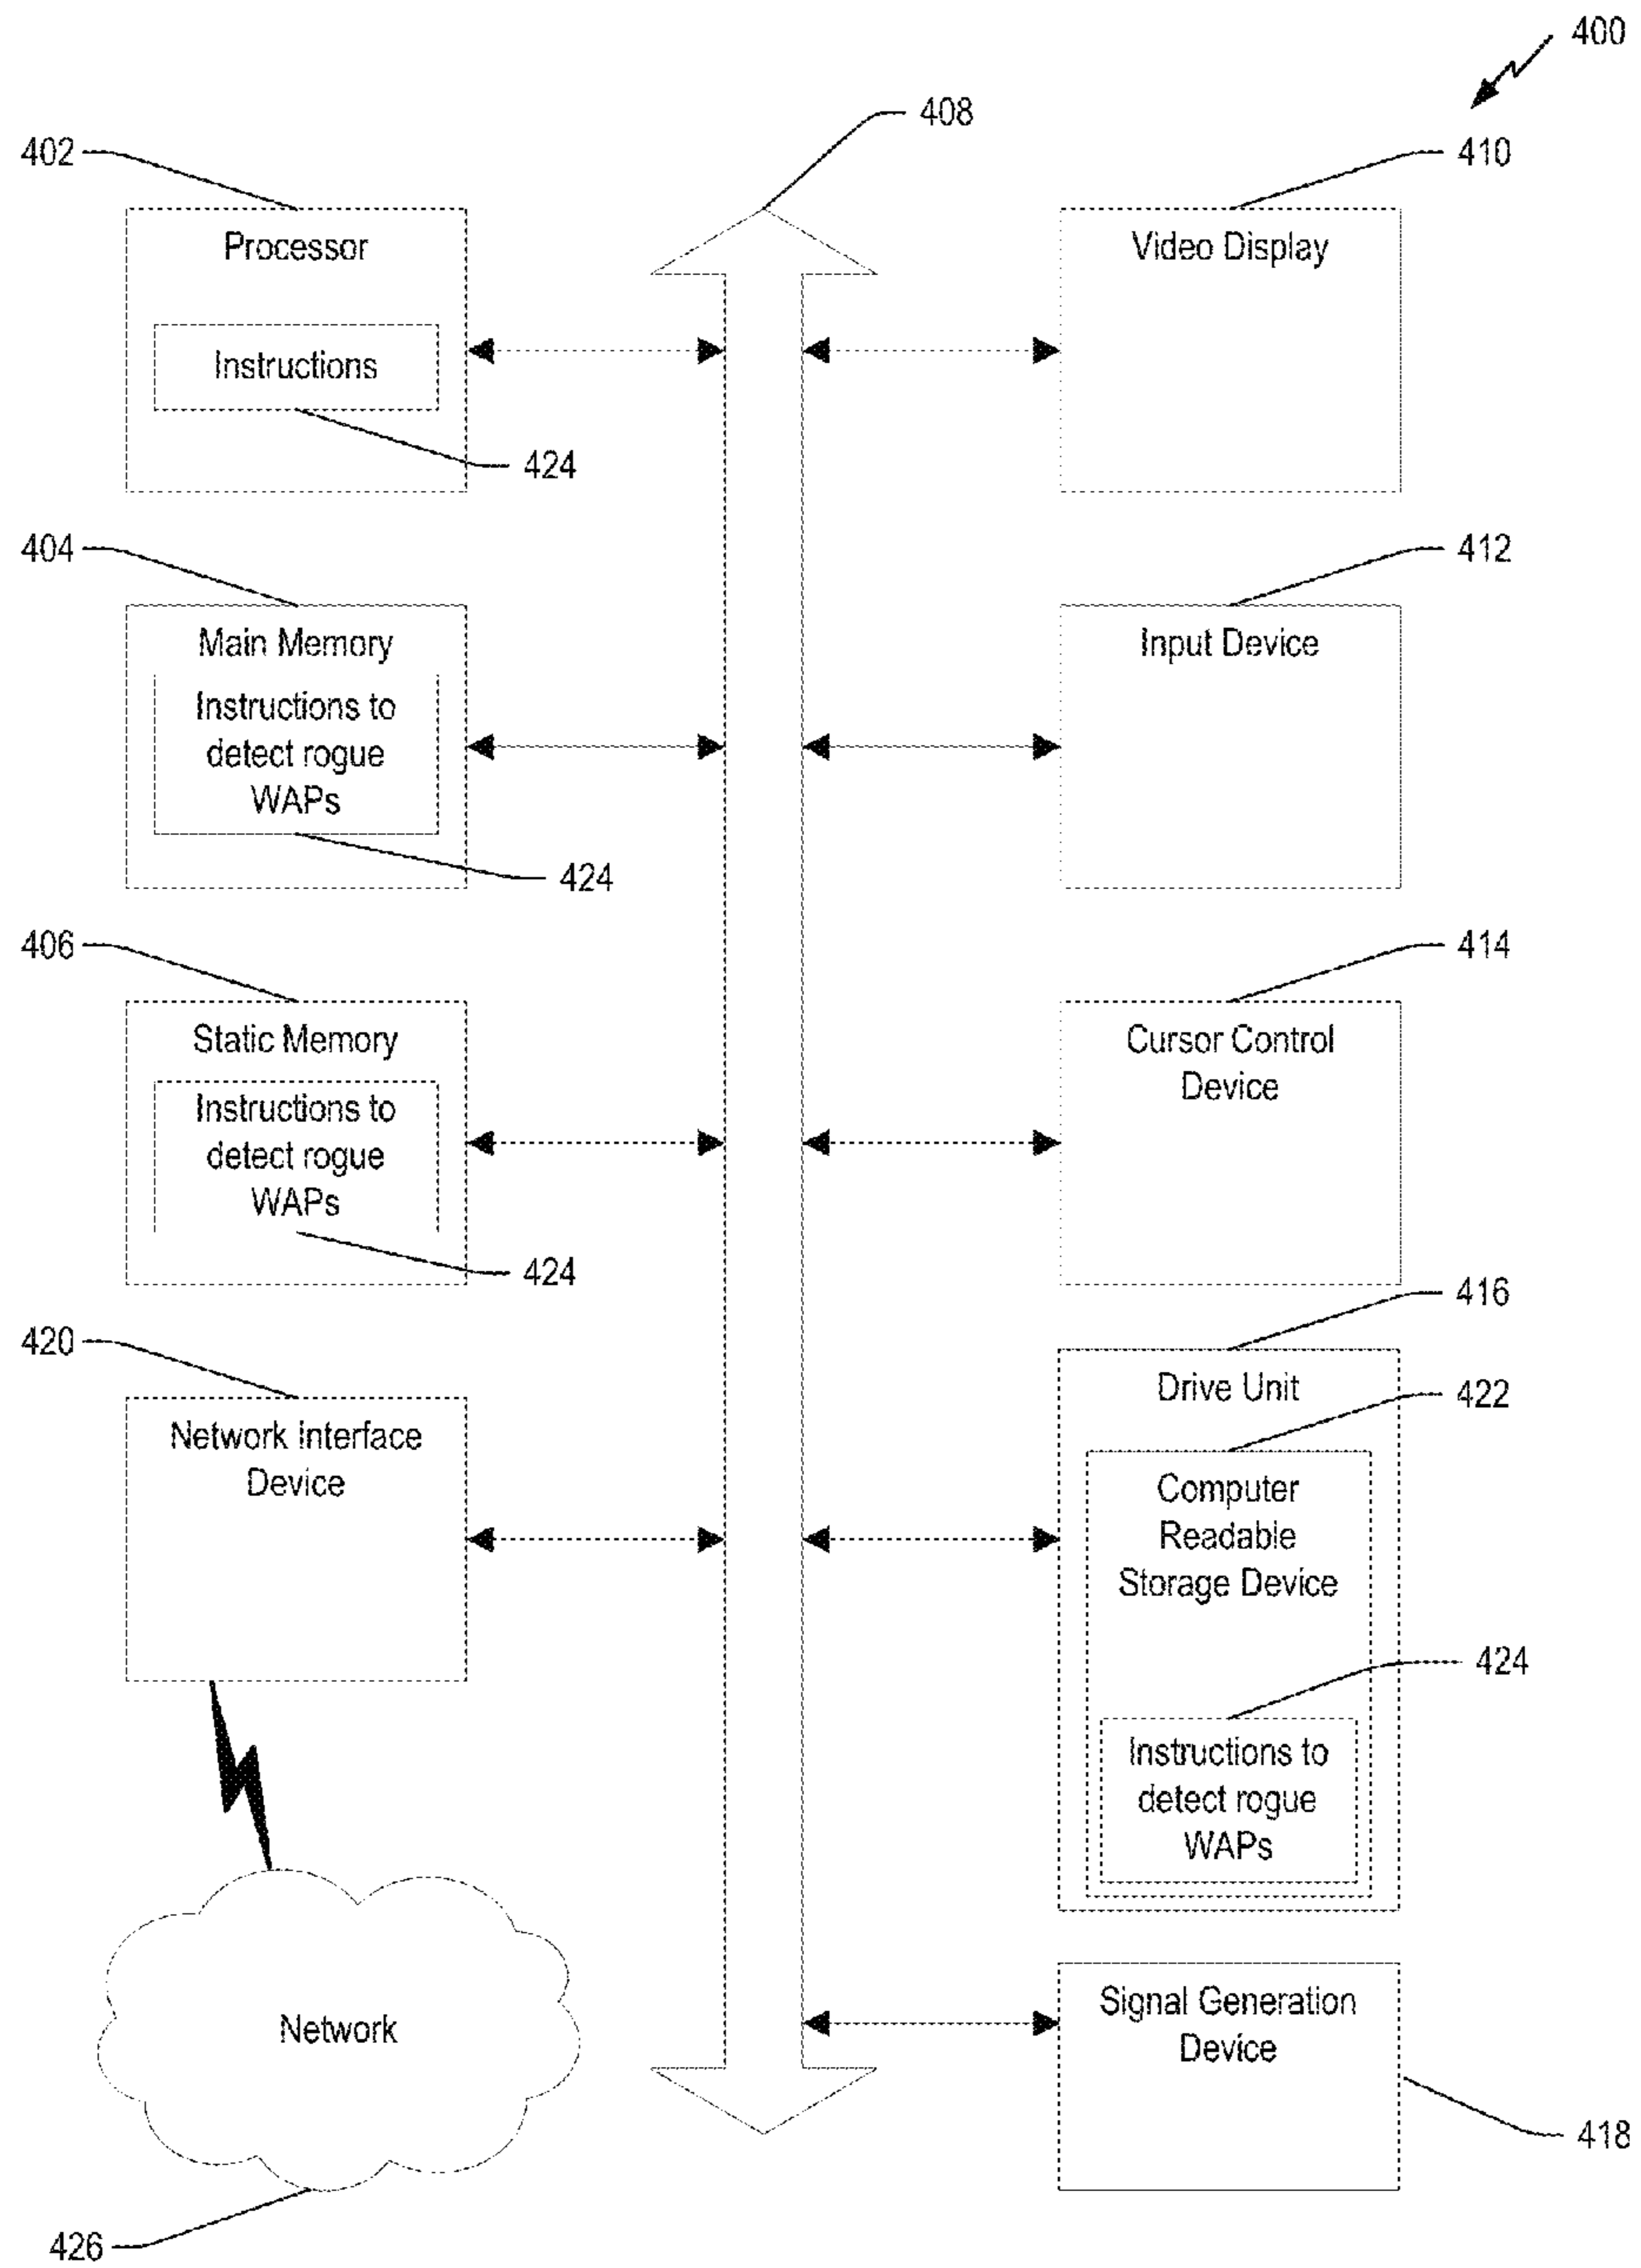 400
408
402
410
Processor
Video Display
Instructions
424
404
412
Main Memory
Input Device
Instructions to
detect rogue
WAPs
424
406
414
Static Memory
Cursor Control
Device
Instructions to
detect rogue
WAPs
424
416
420
Drive Unit
422
Network Interface
Device
Computer
Readable
Storage Device
424
Instructions to
detect rogue
WAPs
Network
Signal Generation
Device
418
426